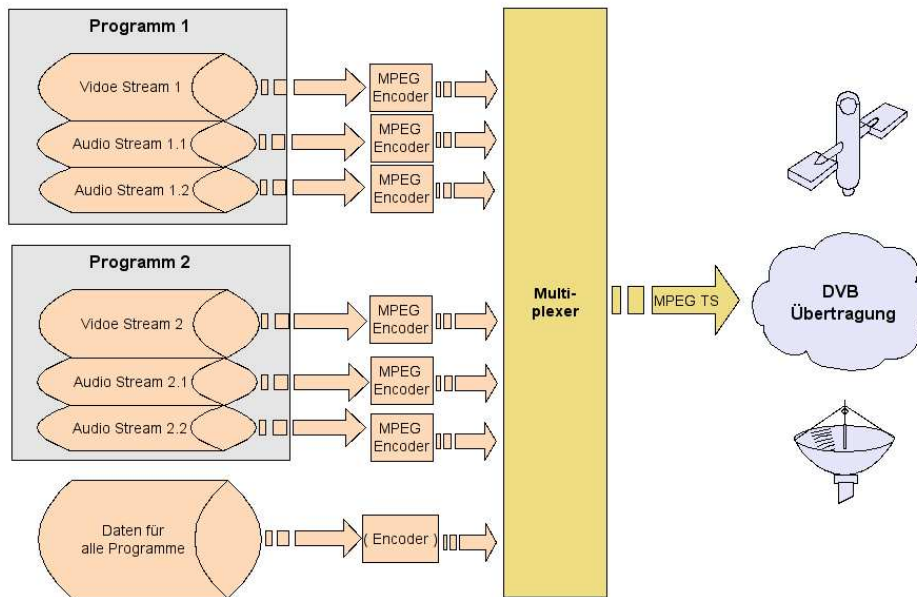 Programm 1
Vidoe Stream 1
Audio Stream 1.1
Audio Stream 1.2
MPEG
Encoder
MPEG
Encoder
MPEG
Encoder
Programm 2
Vidoe Stream 2
Audio Stream 2.1
Audio Stream 2.2
MPEG
Encoder
MPEG
Encoder
MPEG
Encoder
Daten für
alle Programme
( Encoder )
Multi-
plexer
MPEG TS
DVB
Übertragung